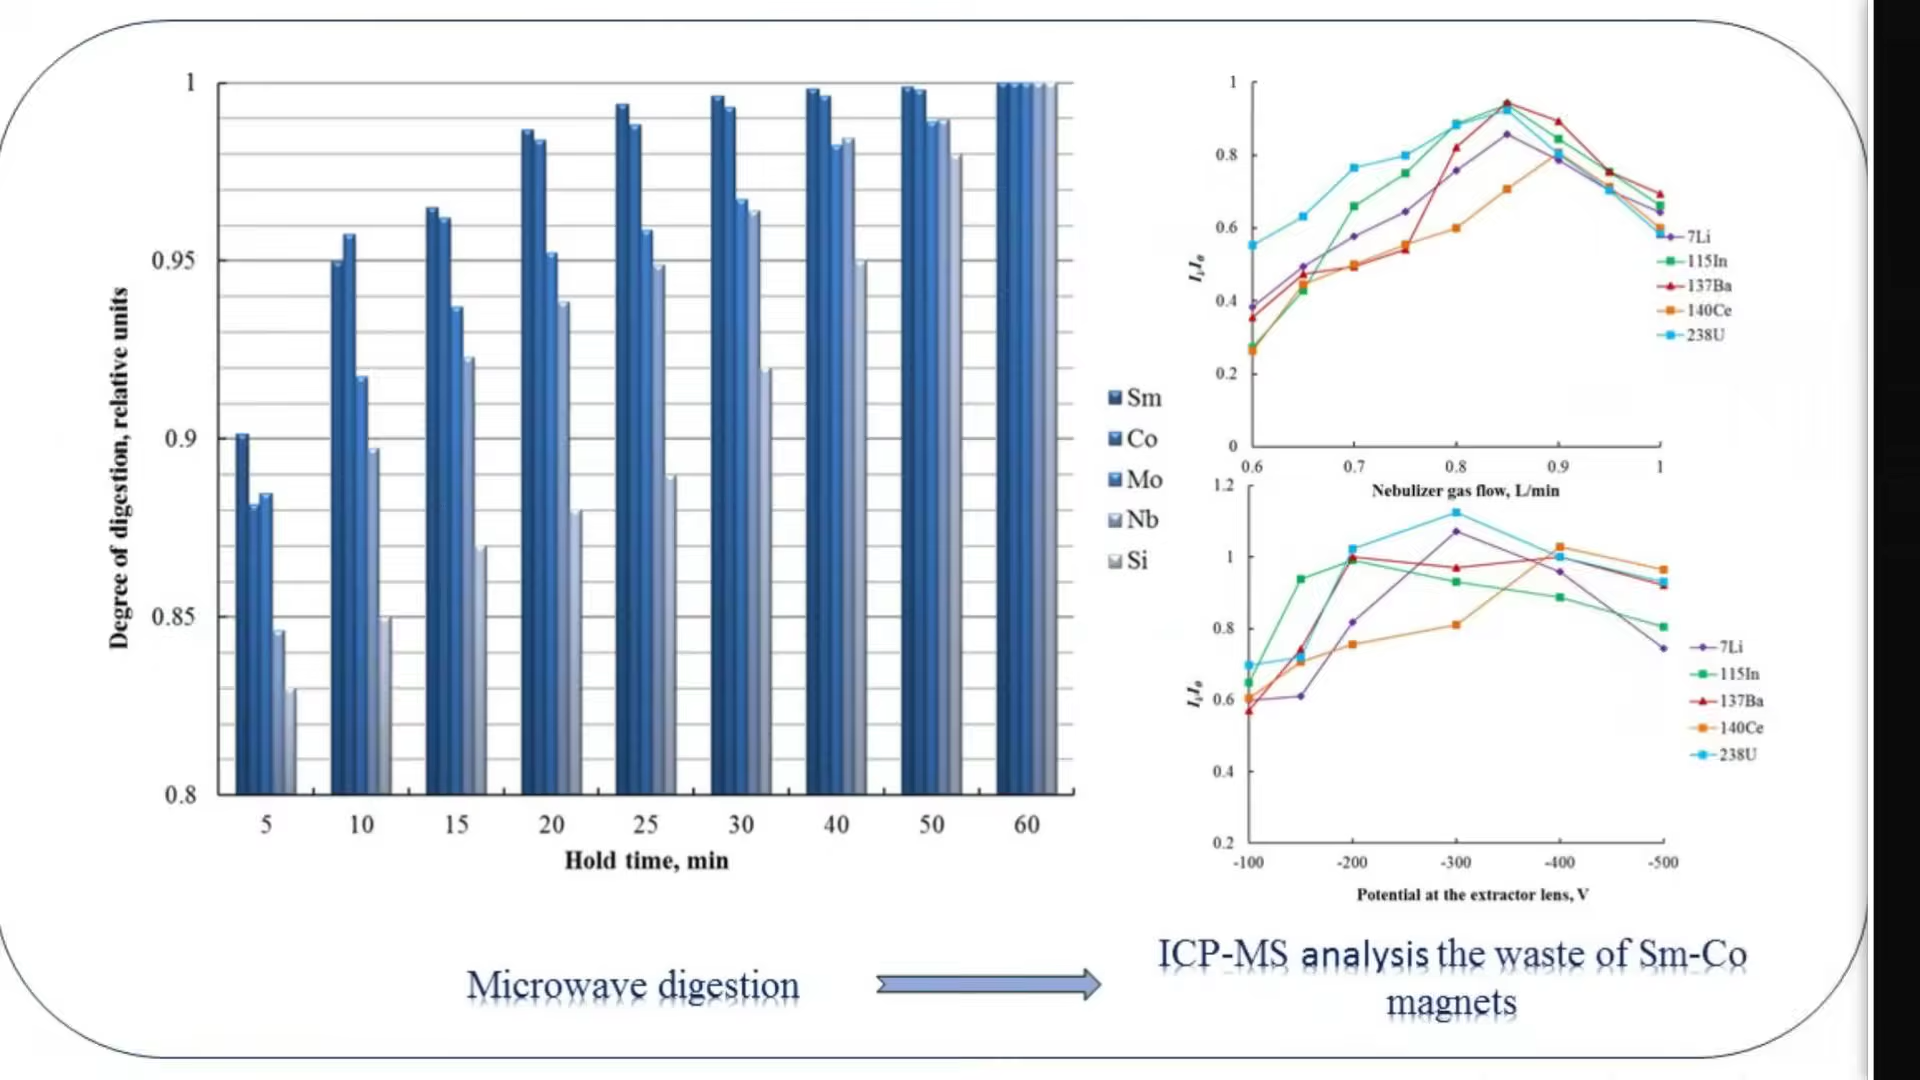 1
0.95
0.9
0.85
0.8
Degree of digestion, relative units
5 10 15 20 25 30 40 50 60
Hold time, min
Sm
Co
Mo
Nb
Si
1
0.8
0.6
0.4
0.2
0
0.6 0.7 0.8 0.9 1
Nebulizer gas flow, L/min
7Li
115In
137Ba
140Ce
238U
1.2
1
0.8
0.6
0.4
0.2
-100 -200 -300 -400 -500
Potential at the extractor lens, V
7Li
115In
137Ba
140Ce
238U
Microwave digestion
ICP-MS analysis the waste of Sm-Co
magnets